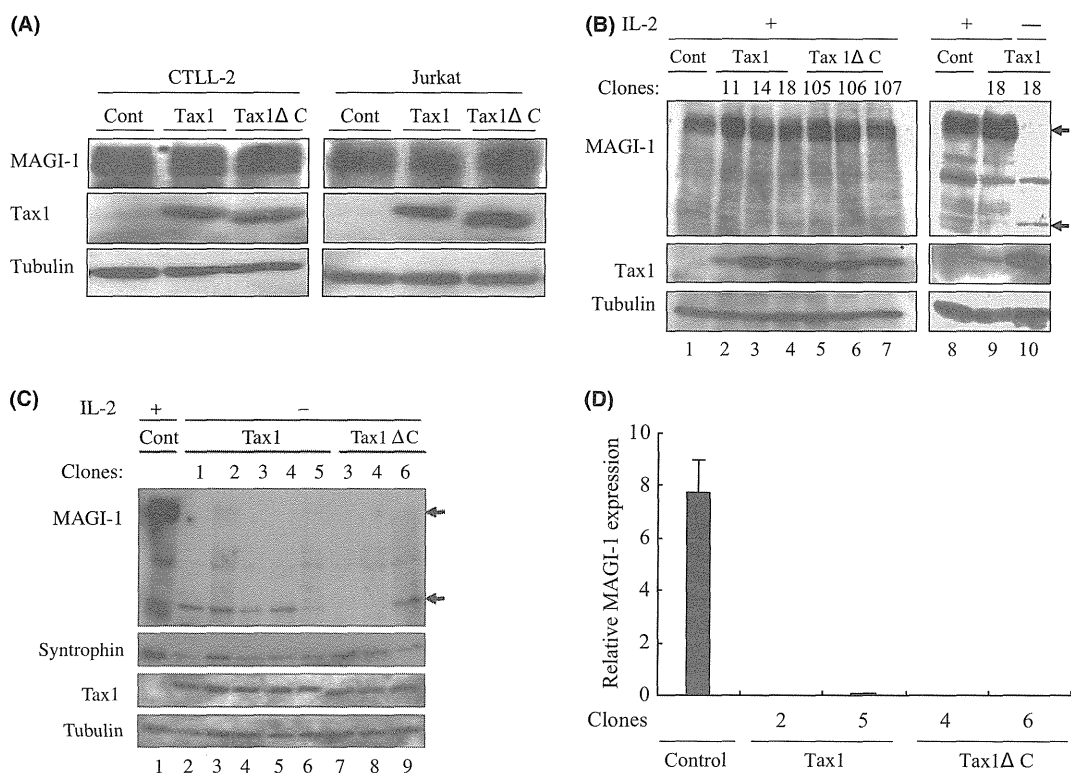 (A)
CTLL-2
Jurkat
Cont Tax1 Tax1Δ C
Cont Tax1 Tax1Δ C
MAGI-1
Tax1
Tubulin
(B)
IL-2 + + —
Cont Tax1 Tax 1Δ C Cont Tax1
Clones: 11 14 18 105 106 107 18 18
MAGI-1
Tax1
Tubulin
1 2 3 4 5 6 7 8 9 10
(C)
IL-2 + –
Cont Tax1 Tax1 ΔC
Clones: 1 2 3 4 5 3 4 6
MAGI-1
Syntrophin
Tax1
Tubulin
1 2 3 4 5 6 7 8 9
(D)
Relative MAGI-1 expression
10
8
6
4
2
0
Clones 2 5 4 6
Control Tax1 Tax1Δ C